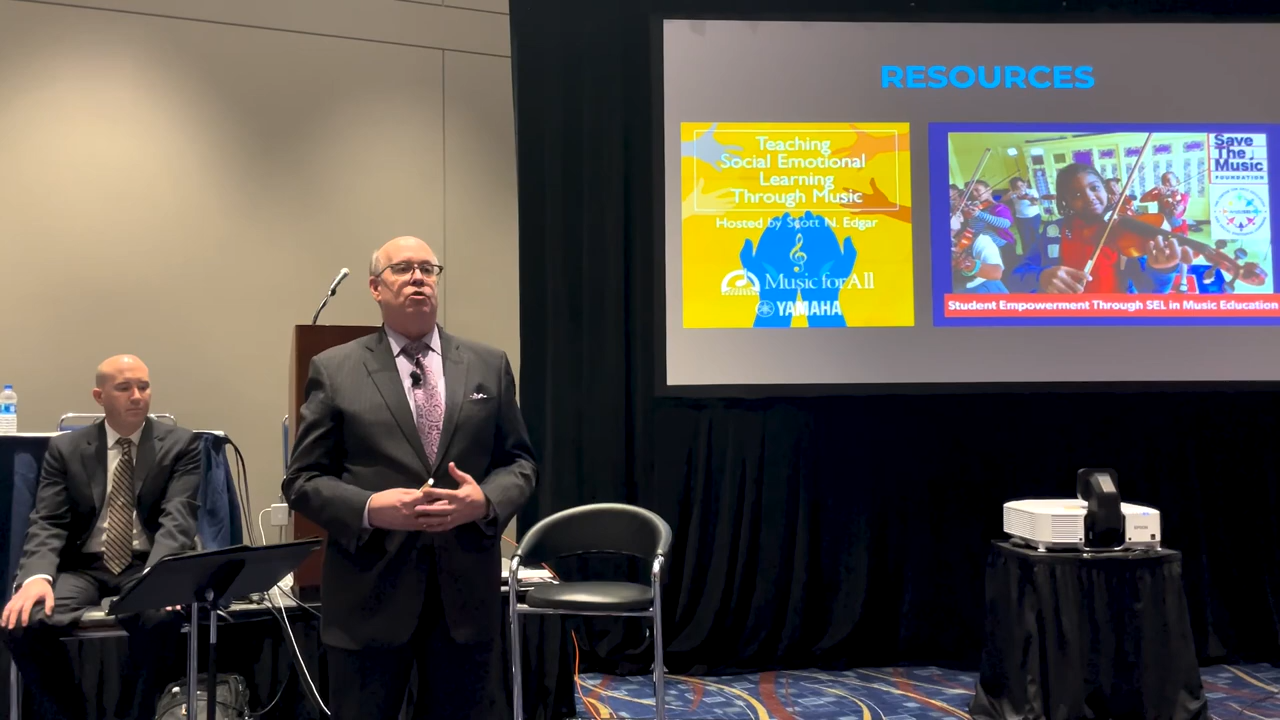 RESOURCES
Teaching
Social Emotional
Learning
Through Music
Hosted by Scott N. Edgar
Music for All
YAMAHA
Save
The
Music
FOUNDATION
Student Empowerment Through SEL in Music Education
EPSON